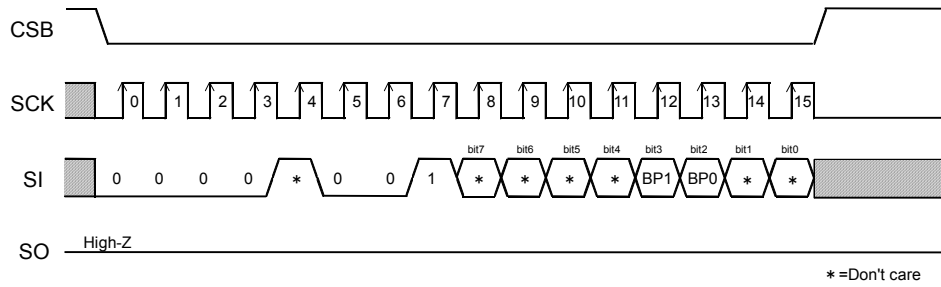 CSB
SCK 0 1 2 3 4 5 6 7 8 9 10 11 12 13 14 15
bit7 bit6 bit5 bit4 bit3 bit2 bit1 bit0
SI 0 0 0 0 * 0 0 1 * * * * BP1 BP0 * *
High-Z
SO
*=Don't care